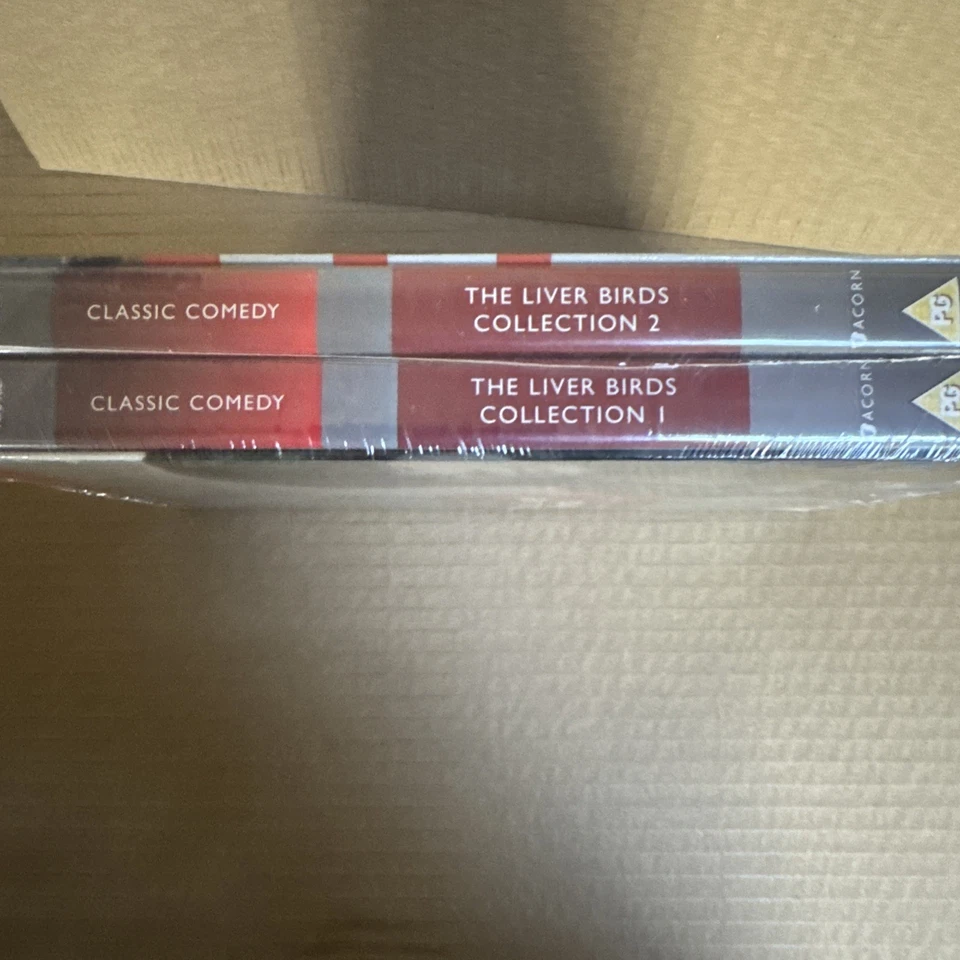 CLASSIC COMEDY
THE LIVER BIRDS
COLLECTION 2
ACORN
PG
CLASSIC COMEDY
THE LIVER BIRDS
COLLECTION 1
ACORN
PG